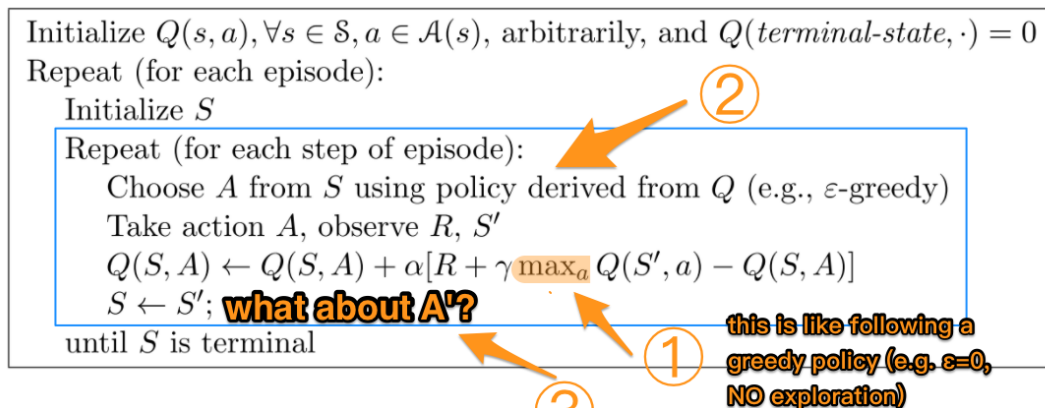 Initialize Q(s, a), ∀s ∈ 𝒮, a ∈ 𝒜(s), arbitrarily, and Q(terminal-state, ·) = 0
Repeat (for each episode):
②
Initialize S
Repeat (for each step of episode):
Choose A from S using policy derived from Q (e.g., ε-greedy)
Take action A, observe R, S′
Q(S, A) ← Q(S, A) + α[R + γ maxₐ Q(S′, a) − Q(S, A)]
S ← S′; what about A'?
until S is terminal
①
this is like following a
greedy policy (e.g. ε=0,
NO exploration)